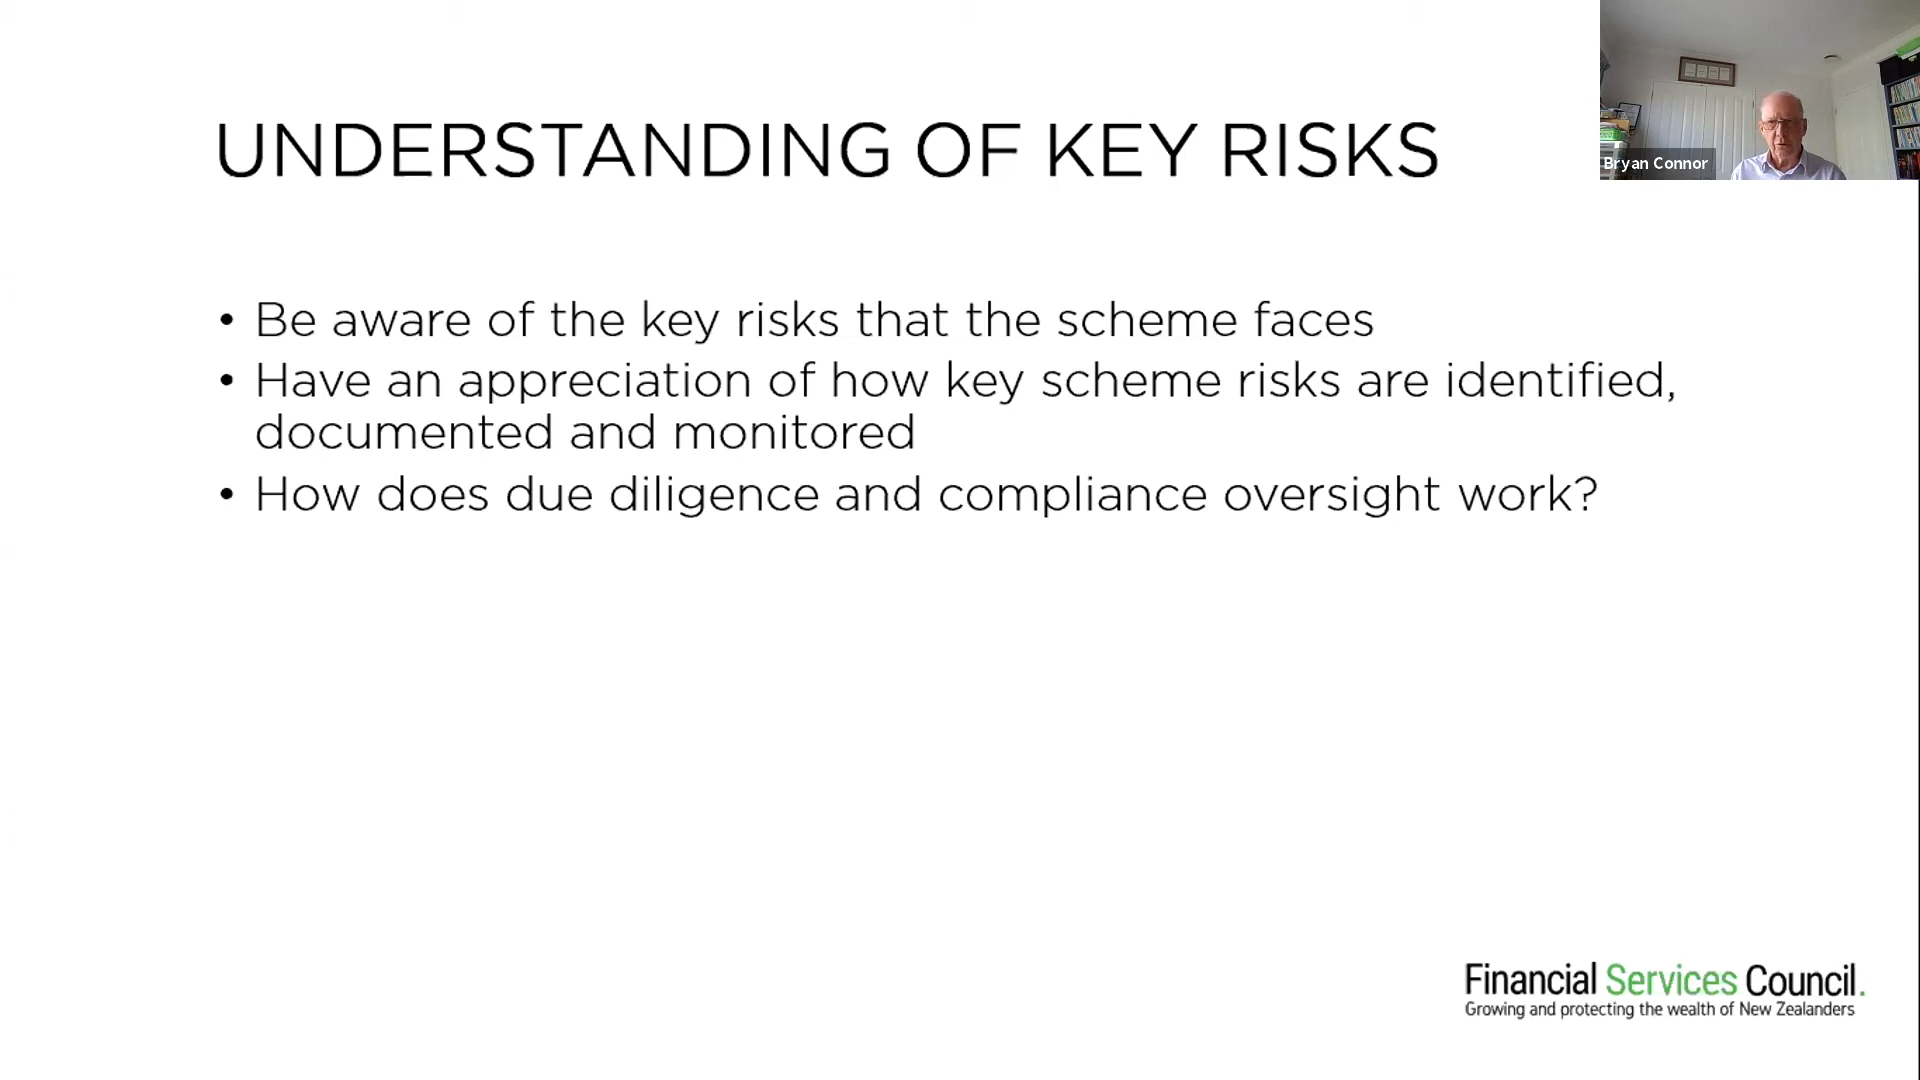 UNDERSTANDING OF KEY RISKS
Bryan Connor
• Be aware of the key risks that the scheme faces
• Have an appreciation of how key scheme risks are identified,
documented and monitored
• How does due diligence and compliance oversight work?
Financial Services Council.
Growing and protecting the wealth of New Zealanders